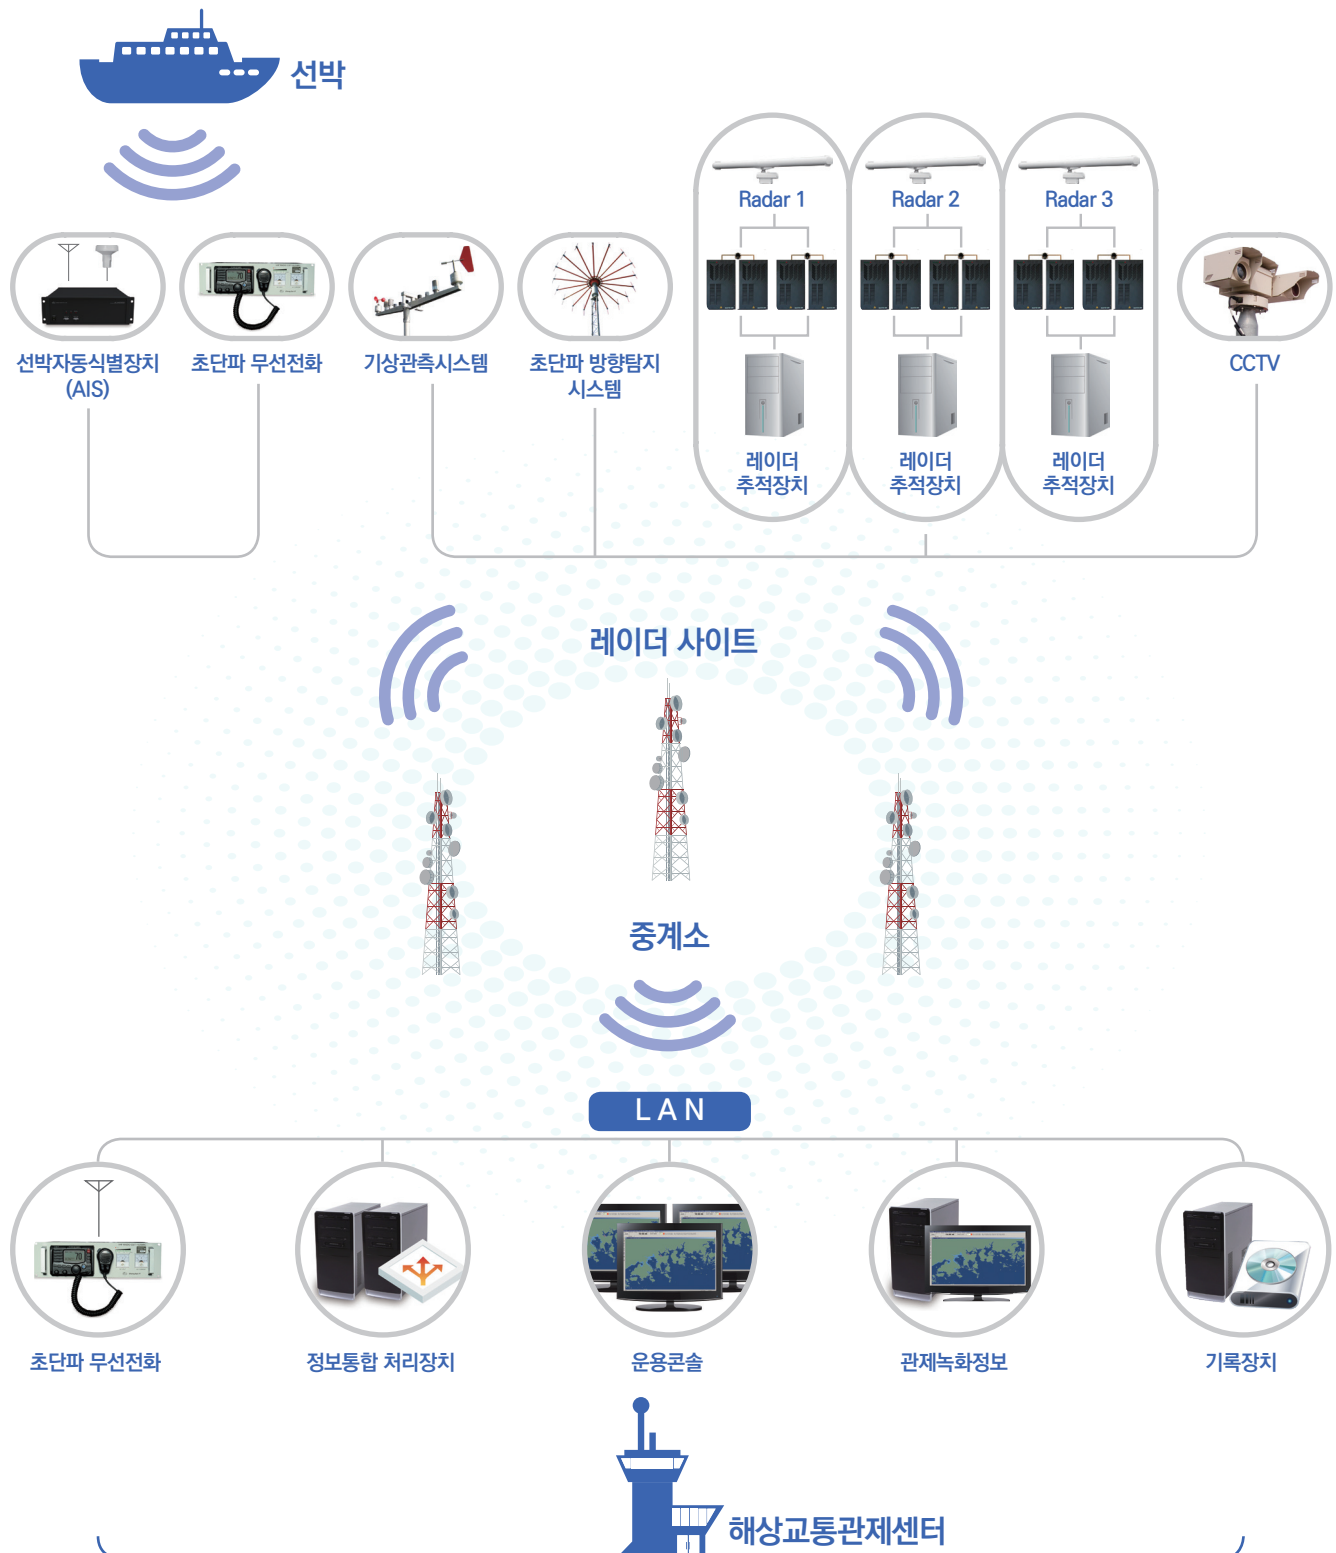 선박
Radar 1
Radar 2
Radar 3
선박자동식별장치
(AIS)
초단파 무선전화
기상관측시스템
초단파 방향탐지
시스템
CCTV
레이더
추적장치
레이더
추적장치
레이더
추적장치
레이더 사이트
중계소
LAN
초단파 무선전화
정보통합 처리장치
운용콘솔
관제녹화정보
기록장치
해상교통관제센터